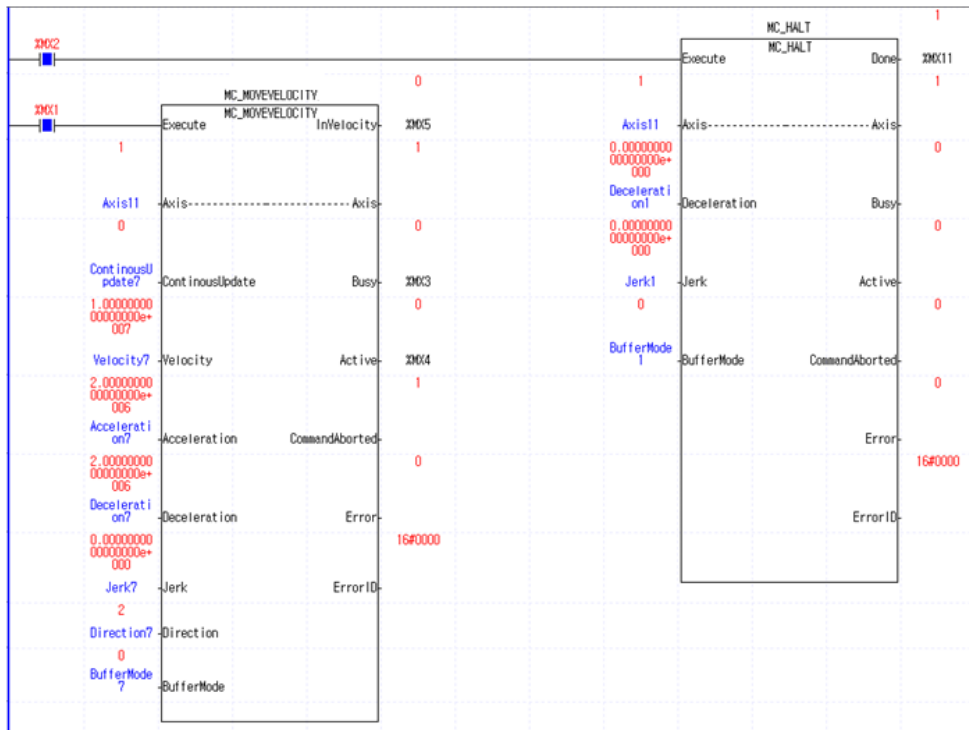 1
MC_HALT
%MX2
MC_HALT
Execute
Done
%MX11
0
1
1
MC_MOVEVELOCITY
%MX1
MC_MOVEVELOCITY
Execute
InVelocity
%MX5
Axis11
Axis
Axis
1
1
0.00000000
00000000e+
000
0
Axis11
Axis
Axis
Decelerati
on1
Deceleration
Busy
0
0
0.00000000
00000000e+
000
0
ContinousU
pdate7
ContinousUpdate
Busy
%MX3
Jerk1
Jerk
Active
1.00000000
00000000e+
007
0
0
0
Velocity7
Velocity
Active
%MX4
BufferMode
1
BufferMode
CommandAborted
2.00000000
00000000e+
006
1
0
Accelerati
on7
Acceleration
CommandAborted
Error
2.00000000
00000000e+
006
0
16#0000
Decelerati
on7
Deceleration
Error
ErrorID
0.00000000
00000000e+
000
16#0000
Jerk7
Jerk
ErrorID
2
Direction7
Direction
0
BufferMode
7
BufferMode